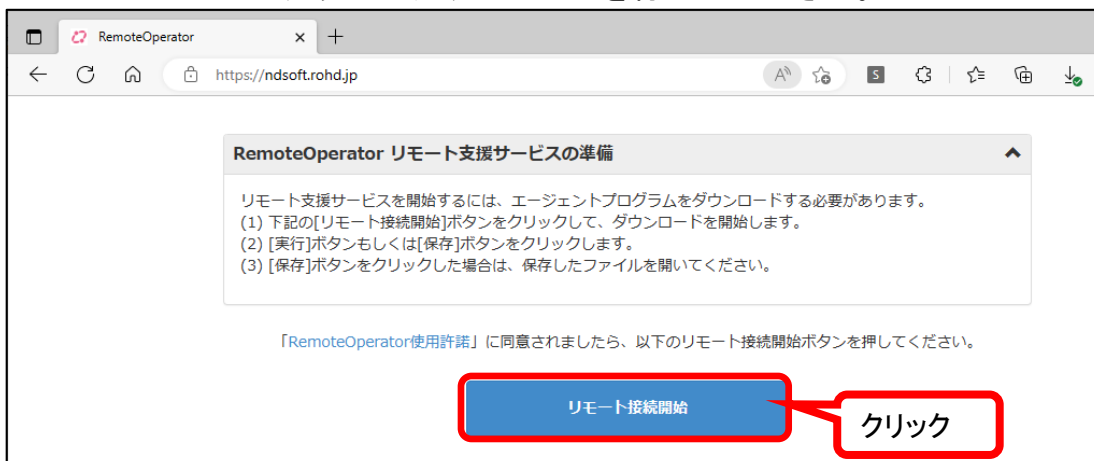 RemoteOperator
https://ndsoft.rohd.jp
RemoteOperator リモート支援サービスの準備
リモート支援サービスを開始するには、エージェントプログラムをダウンロードする必要があります。
(1) 下記の[リモート接続開始]ボタンをクリックして、ダウンロードを開始します。
(2) [実行]ボタンもしくは[保存]ボタンをクリックします。
(3) [保存]ボタンをクリックした場合は、保存したファイルを開いてください。
「RemoteOperator使用許諾」に同意されましたら、以下のリモート接続開始ボタンを押してください。
リモート接続開始
クリック